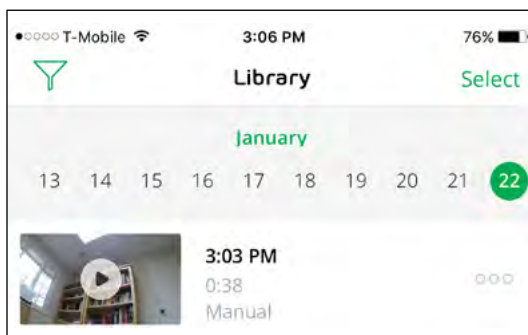 T-Mobile 3:06 PM 76%
Library Select
January
13 14 15 16 17 18 19 20 21 22
3:03 PM
0:38
Manual